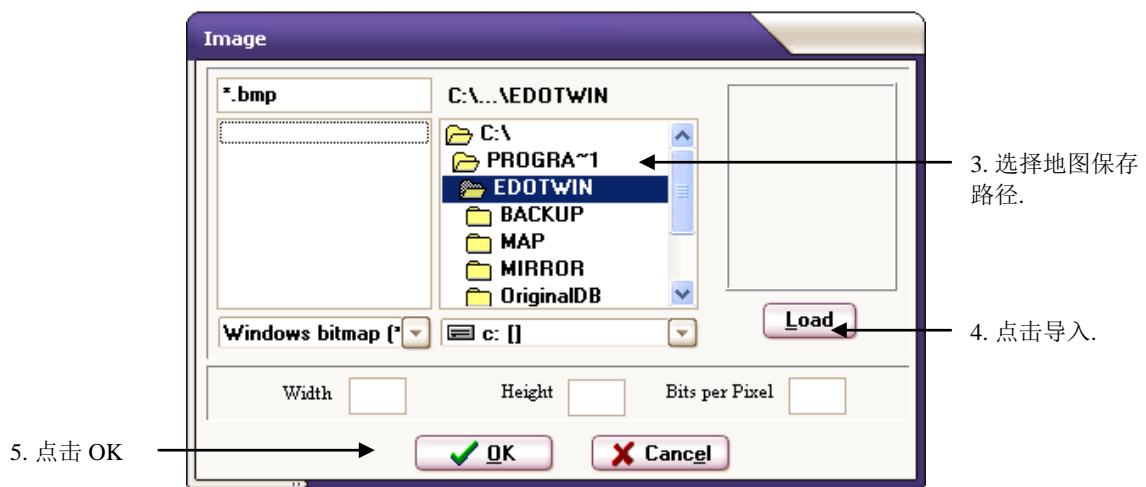 Image
*.bmp
C:\...\EDOTWIN
C:\
PROGRA~1
EDOTWIN
BACKUP
MAP
MIRROR
OriginalDB
Windows bitmap (*
c: []
Load
Width
Height
Bits per Pixel
OK
Cancel
3. 选择地图保存
路径.
4. 点击导入.
5. 点击 OK